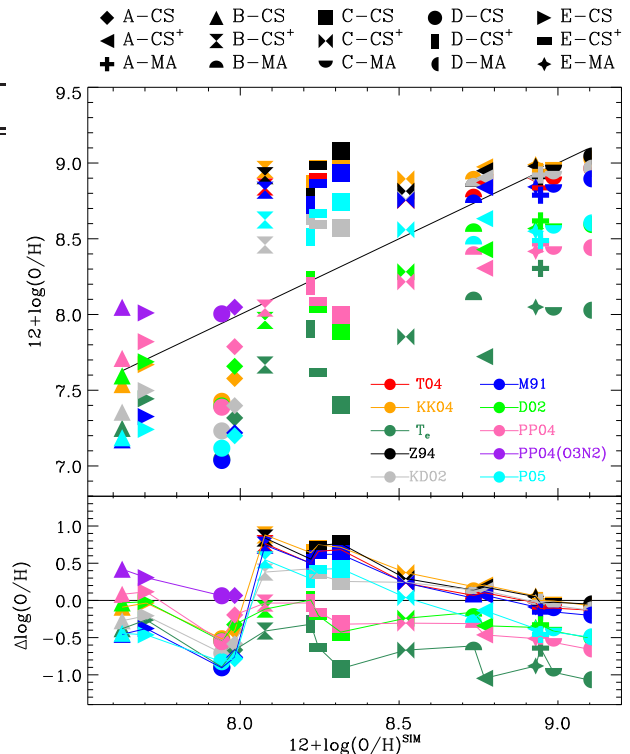 A-CS B-CS C-CS D-CS E-CS
A-CS+ B-CS+ C-CS+ D-CS+ E-CS+
A-MA B-MA C-MA D-MA E-MA
9.5
9.0
8.5
8.0
7.5
7.0
12+log(O/H)
T04 M91
KK04 D02
Te PP04
Z94 PP04(O3N2)
KD02 P05
1.0
0.5
0.0
-0.5
-1.0
Δlog(O/H)
8.0 8.5 9.0
12+log(O/H)SIM